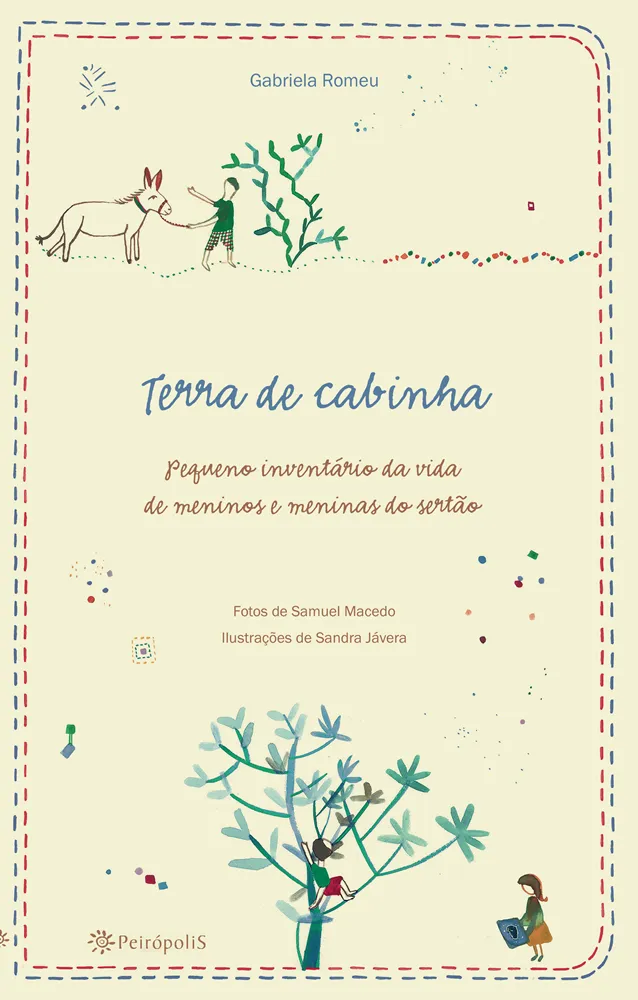 Gabriela Romeu
Terra de cabinha
Pequeno inventário da vida
de meninos e meninas do sertão
Fotos de Samuel Macedo
Ilustrações de Sandra Jávera
PeirópoliS